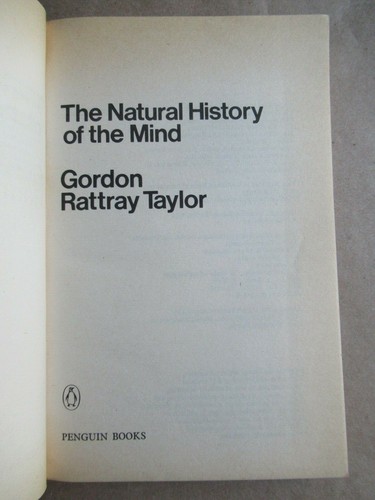 The Natural History
of the Mind
Gordon
Rattray Taylor
PENGUIN BOOKS